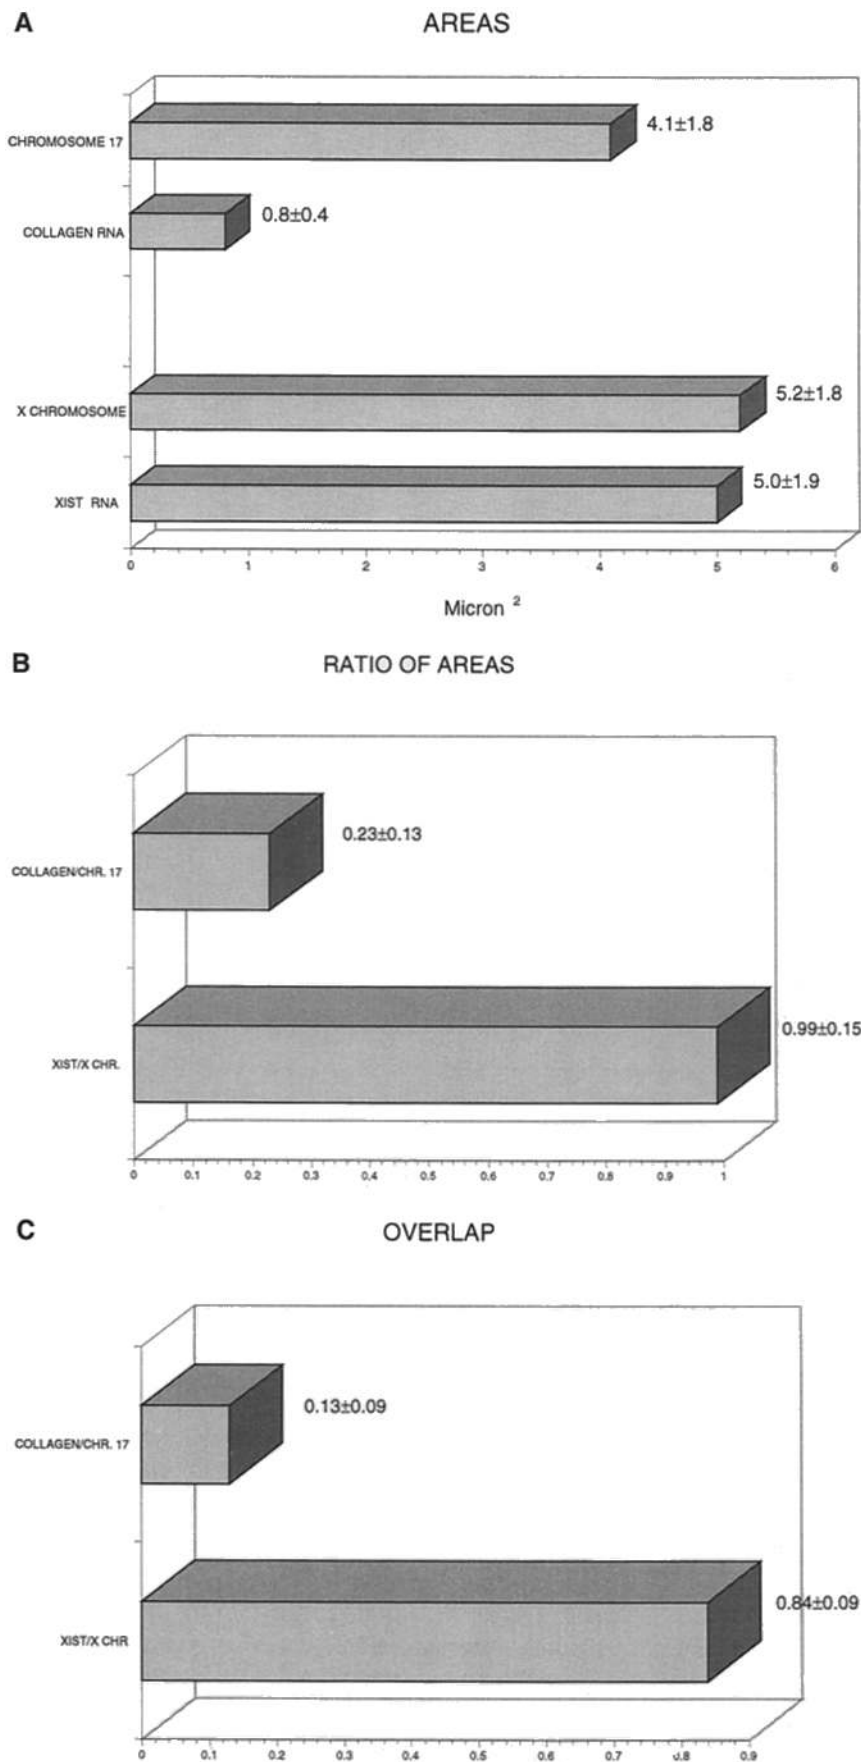 A
AREAS
CHROMOSOME 17
4.1±1.8
COLLAGEN RNA
0.8±0.4
X CHROMOSOME
5.2±1.8
XIST RNA
5.0±1.9
0 1 2 3 4 5 6
Micron 2
B
RATIO OF AREAS
COLLAGEN/CHR. 17
0.23±0.13
XIST/X CHR.
0.99±0.15
0 0.1 0.2 0.3 0.4 0.5 0.6 0.7 0.8 0.9 1
C
OVERLAP
COLLAGEN/CHR. 17
0.13±0.09
XIST/X CHR
0.84±0.09
0 0.1 0.2 0.3 0.4 0.5 0.6 0.7 0.8 0.9